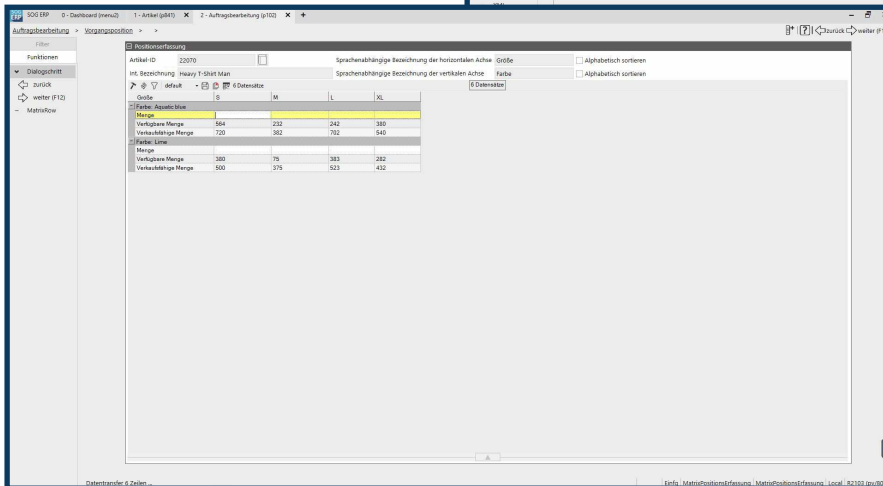 SOG ERP 0 - Dashboard (menu2) 1 - Artikel (p841) 2 - Auftragsbearbeitung (p102) +
Auftragsbearbeitung > Vorgangsposition > > zurück weiter (F
Filter
Funktionen
Dialogschritt
zurück
weiter (F12)
MatrixRow
Positionserfassung
Artikel-ID 22070 Sprachenabhängige Bezeichnung der horizontalen Achse Größe Alphabetisch sortieren
Int. Bezeichnung Heavy T-Shirt Man Sprachenabhängige Bezeichnung der vertikalen Achse Farbe Alphabetisch sortieren
default 6 Datensätze 6 Datensätze
Größe S M L XL
Farbe: Aquatic blue
Menge
Verfügbare Menge 564 232 242 380
Verkaufsfähige Menge 720 382 702 540
Farbe: Lime
Menge
Verfügbare Menge 380 75 383 282
Verkaufsfähige Menge 500 375 523 432
Datentransfer 6 Zeilen ... Einfg MatrixPositionsErfassung MatrixPositionsErfassung Local R2103 (pv/80